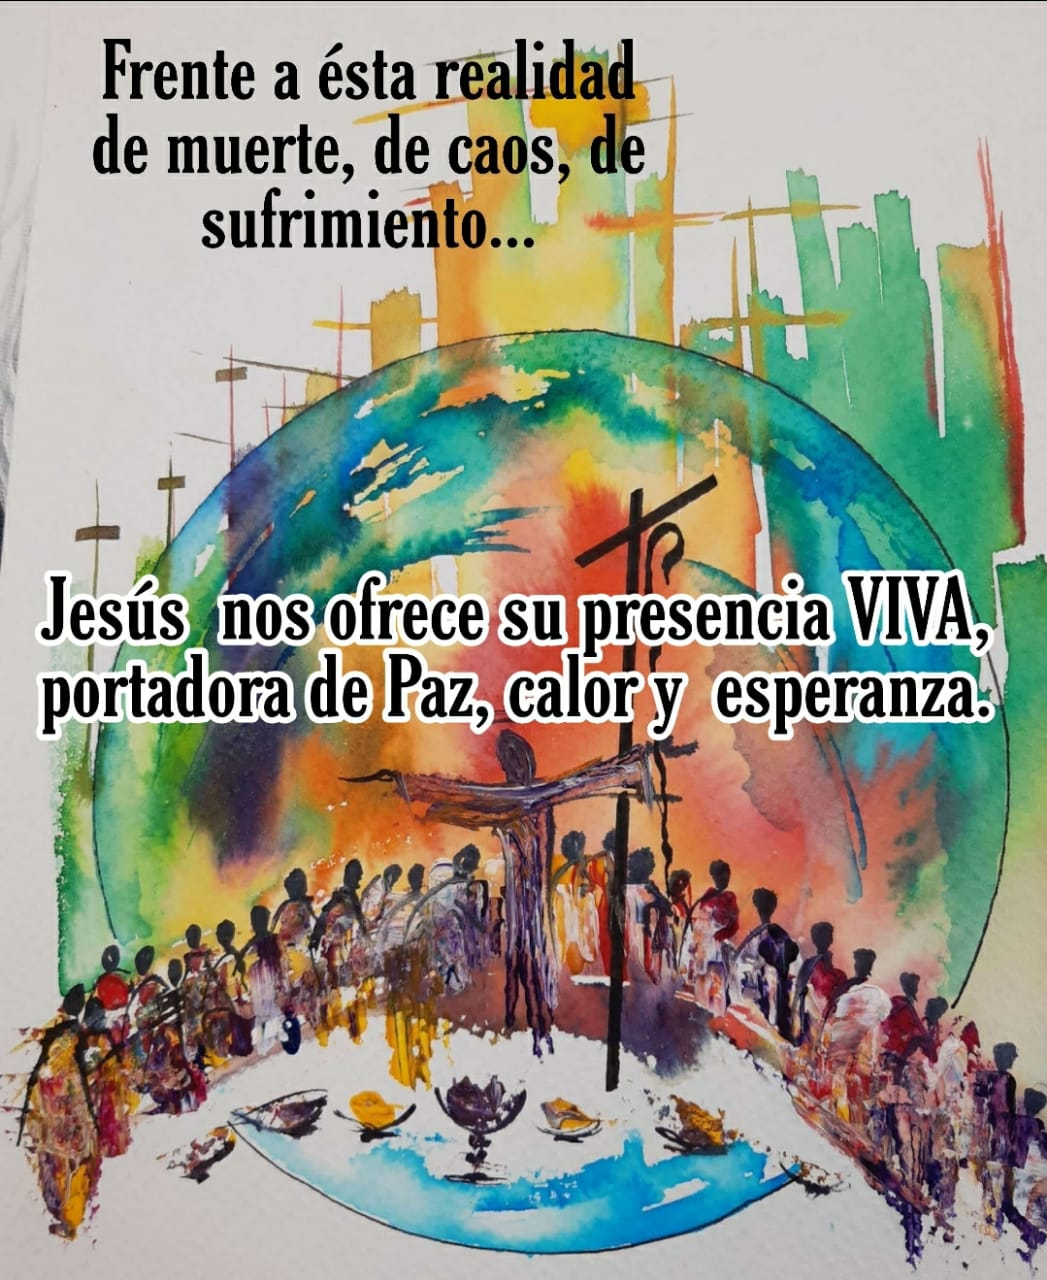 Frente a ésta realidad
de muerte, de caos, de
sufrimiento...
Jesús nos ofrece su presencia VIVA,
portadora de Paz, calor y esperanza.